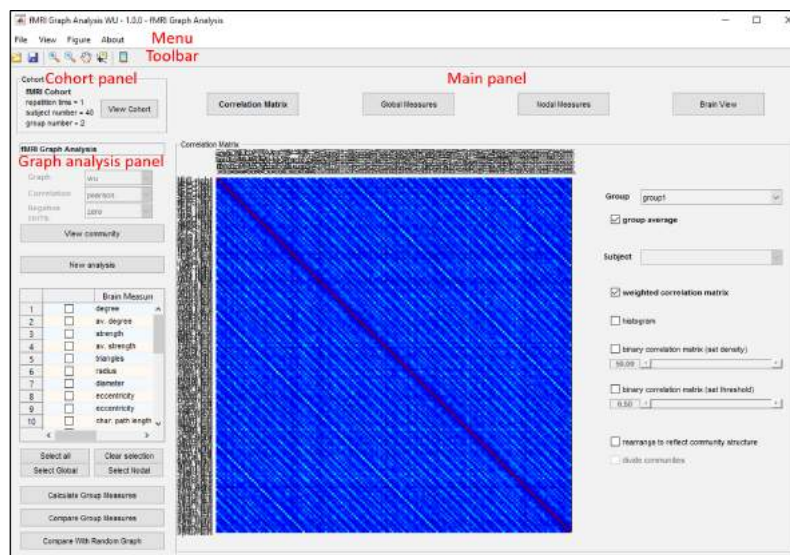 fMRI Graph Analysis WU - 1.0.0 - fMRI Graph Analysis
File View Figure About
Menu
Toolbar
Cohort
Cohort panel
fMRI Cohort
repetition time = 1
subject number = 40
group number = 2
View Cohort
Main panel
Correlation Matrix
Global Measures
Nodal Measures
Brain View
fMRI Graph Analysis
Graph analysis panel
Graph wu
Correlation pearson
Negative corrs. zero
View community
New analysis
Brain Measure
1 degree
2 av. degree
3 strength
4 av. strength
5 triangles
6 radius
7 diameter
8 eccentricity
9 eccentricity
10 char. path length
Select all
Clear selection
Select Global
Select Nodal
Calculate Group Measures
Compare Group Measures
Compare With Random Graph
Correlation Matrix
Group group1
group average
Subject
weighted correlation matrix
histogram
binary correlation matrix (set density)
50.00
binary correlation matrix (set threshold)
0.50
rearrange to reflect community structure
divide communities